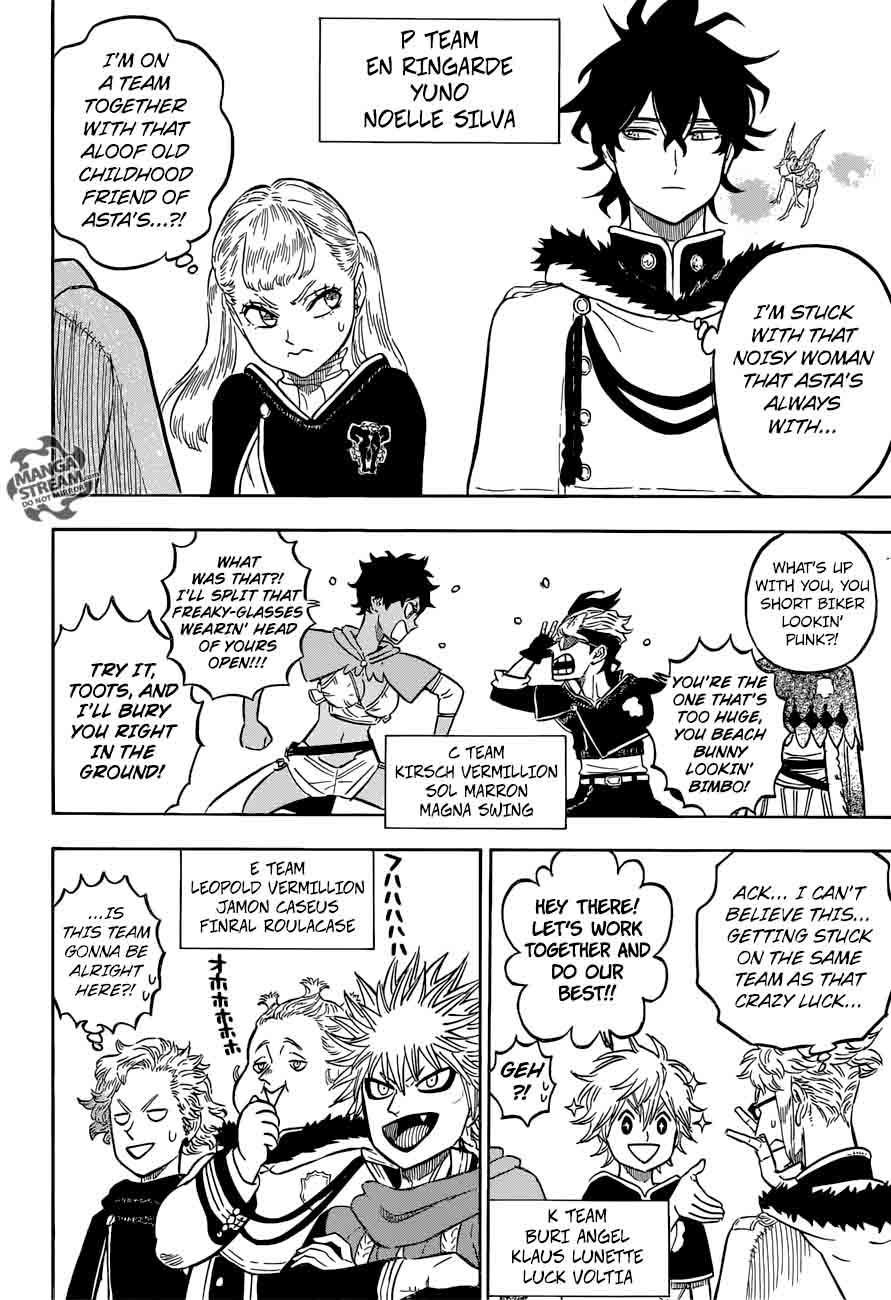 P TEAM
EN RINGARDE
YUNO
NOELLE SILVA
I'M STUCK
WITH THAT
NOISY WOMAN
THAT ASTA'S
ALWAYS
WITH...
I'M ON
A TEAM
TOGETHER
WITH THAT
ALOOF OLD
CHILDHOOD
FRIEND OF
ASTA'S...?!
MANGA
STREAM.com
DO NOT MIRROR
WHAT'S UP
WITH YOU, YOU
SHORT BIKER
LOOKIN'
PUNK?!
YOU'RE THE
ONE THAT'S
TOO HUGE,
YOU BEACH
BUNNY
LOOKIN'
BIMBO!
C TEAM
KIRSCH VERMILLION
SOL MARRON
MAGNA SWING
WHAT
WAS THAT?!
I'LL SPLIT THAT
FREAKY-GLASSES
WEARIN' HEAD
OF YOURS
OPEN!!!
TRY IT,
TOOTS, AND
I'LL BURY
YOU RIGHT
IN THE
GROUND!
ACK... I CAN'T
BELIEVE THIS...
GETTING STUCK
ON THE SAME
TEAM AS THAT
CRAZY LUCK...
HEY THERE!
LET'S WORK
TOGETHER AND
DO OUR
BEST!!
GEH
?!
K TEAM
BURI ANGEL
KLAUS LUNETTE
LUCK VOLTIA
E TEAM
LEOPOLD VERMILLION
JAMON CASEUS
FINRAL ROULACASE
オホホホホ
...IS
THIS TEAM
GONNA BE
ALRIGHT
HERE?!